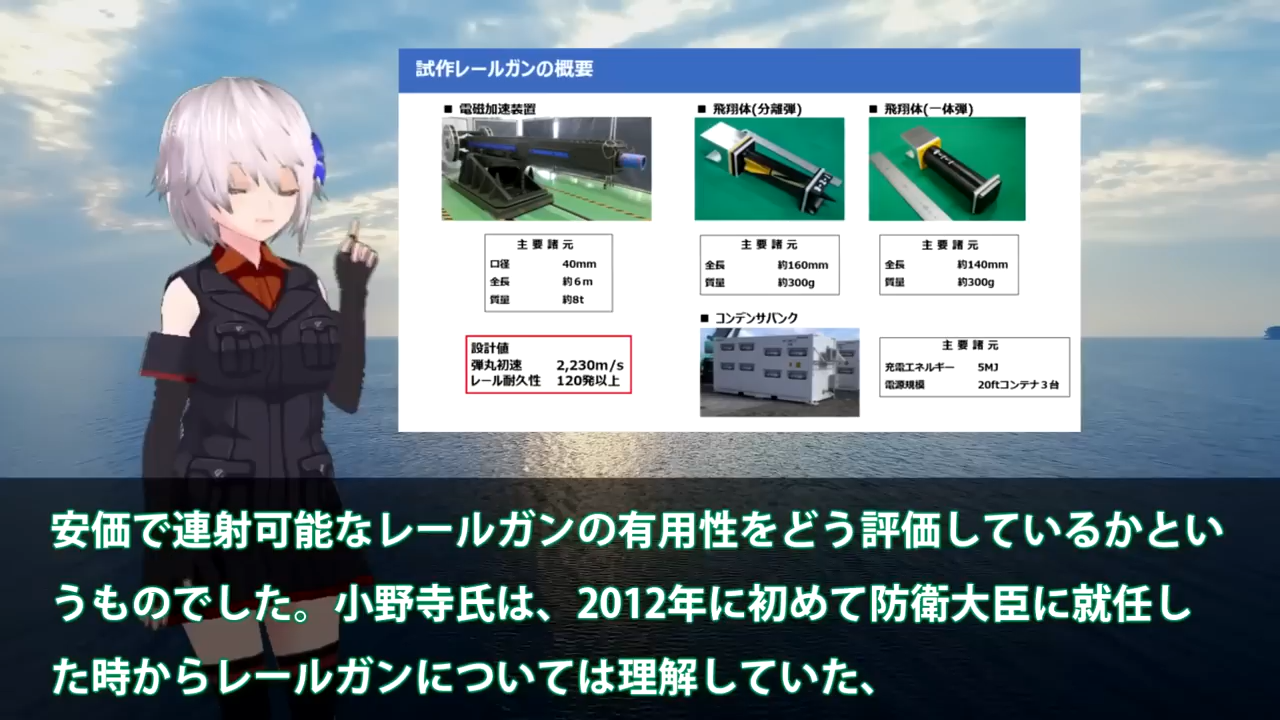 試作レールガンの概要
■ 電磁加速装置
■ 飛翔体(分離弾)
■ 飛翔体(一体弾)
主要諸元
口径 40mm
全長 約6m
質量 約8t
主要諸元
全長 約160mm
質量 約300g
主要諸元
全長 約140mm
質量 約300g
設計値
弾丸初速 2,230m/s
レール耐久性 120発以上
■ コンデンサバンク
主要諸元
充電エネルギー 5MJ
電源規模 20ftコンテナ3台
安価で連射可能なレールガンの有用性をどう評価しているかとい
うものでした。小野寺氏は、2012年に初めて防衛大臣に就任し
た時からレールガンについては理解していた、